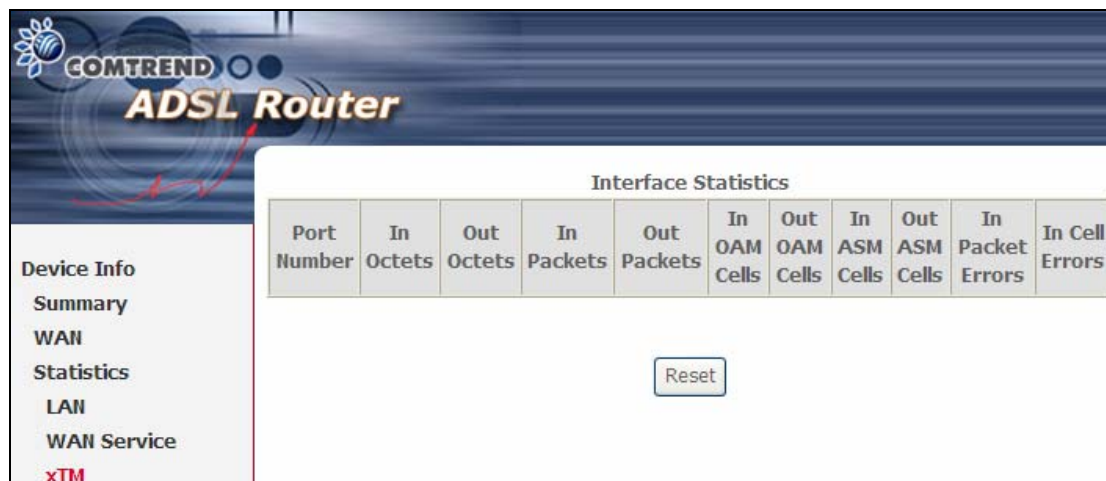 COMTREND
ADSL Router
Interface Statistics
Port Number In Octets Out Octets In Packets Out Packets In OAM Cells Out OAM Cells In ASM Cells Out ASM Cells In Packet Errors In Cell Errors
Reset
Device Info
Summary
WAN
Statistics
LAN
WAN Service
xTM